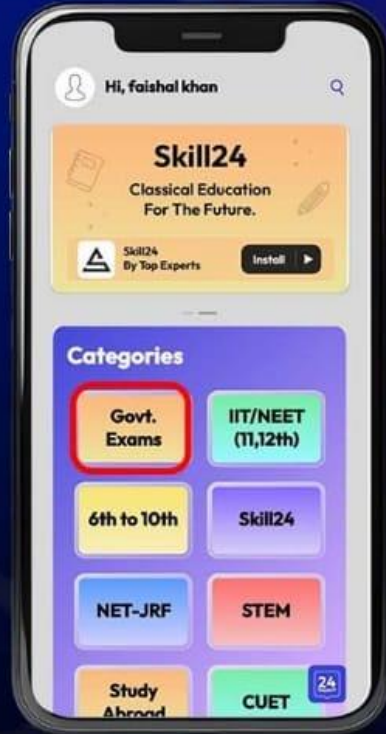 Hi, faishal khan
Skill24
Classical Education
For The Future.
Skill24
By Top Experts
Install
Categories
Govt.
Exams
IIT/NEET
(11,12th)
6th to 10th
Skill24
NET-JRF
STEM
Study
Abroad
CUET
24